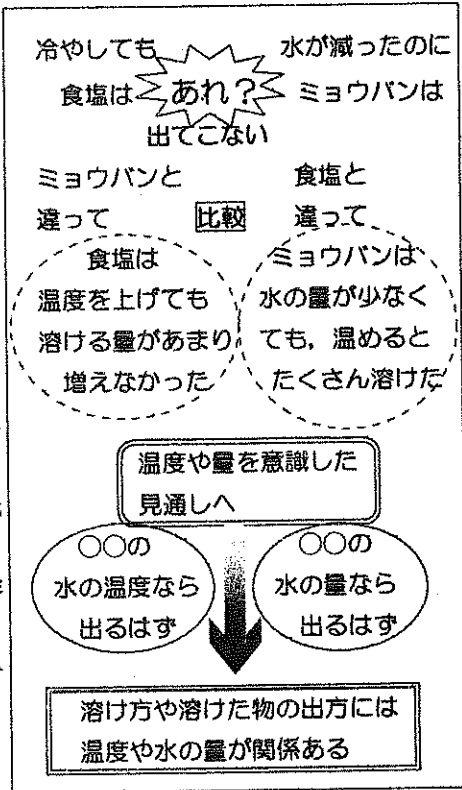 冷やしても
食塩は
あれ？
水が減ったのに
ミョウバンは
出てこない
ミョウバンと
違って
比較
食塩と
違って
食塩は
温度を上げても
溶ける量があまり
増えなかった
ミョウバンは
水の量が少なく
ても，温めると
たくさん溶けた
温度や量を意識した
見通しへ
○○の
水の温度なら
出るはず
○○の
水の量なら
出るはず
溶け方や溶けた物の出方には
温度や水の量が関係ある